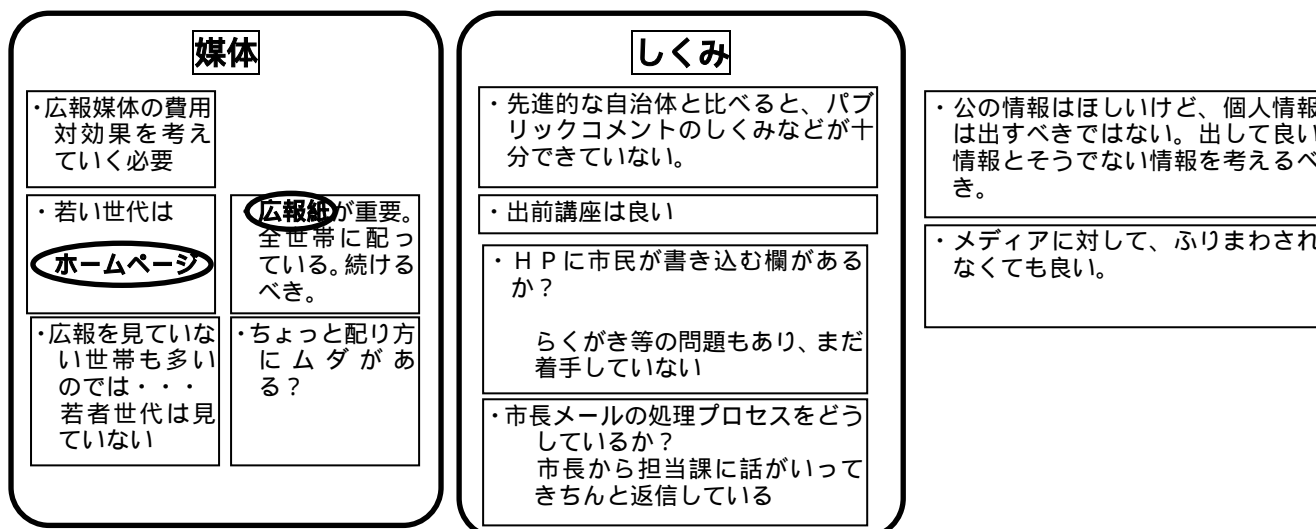 媒体
・広報媒体の費用
対効果を考え
ていく必要
・若い世代は
ホームページ
広報紙が重要。
全世帯に配っ
ている。続ける
べき。
・広報を見ていな
い世帯も多い
のでは・・・
若者世代は見
ていない
・ちょっと配り方
にムダがあ
る？
しくみ
・先進的な自治体と比べると、パブ
リックコメントのしくみなどが十
分できていない。
・出前講座は良い
・ＨＰに市民が書き込む欄がある
か？
らくがき等の問題もあり、まだ
着手していない
・市長メールの処理プロセスをどう
しているか？
市長から担当課に話がいって
きちんと返信している
・公の情報はほしいけど、個人情報
は出すべきではない。出して良い
情報とそうでない情報を考えるべ
き。
・メディアに対して、ふりまわされ
なくても良い。